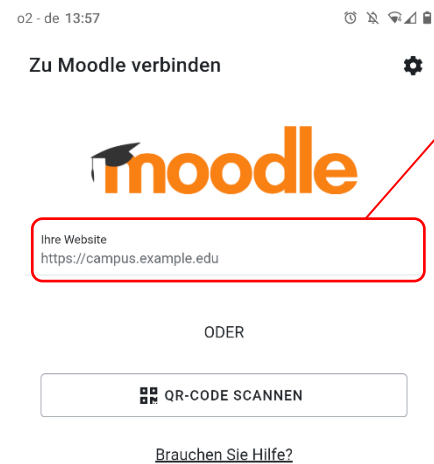 o2 - de 13:57
Zu Moodle verbinden
moodle
Ihre Website
https://campus.example.edu
ODER
QR-CODE SCANNEN
Brauchen Sie Hilfe?